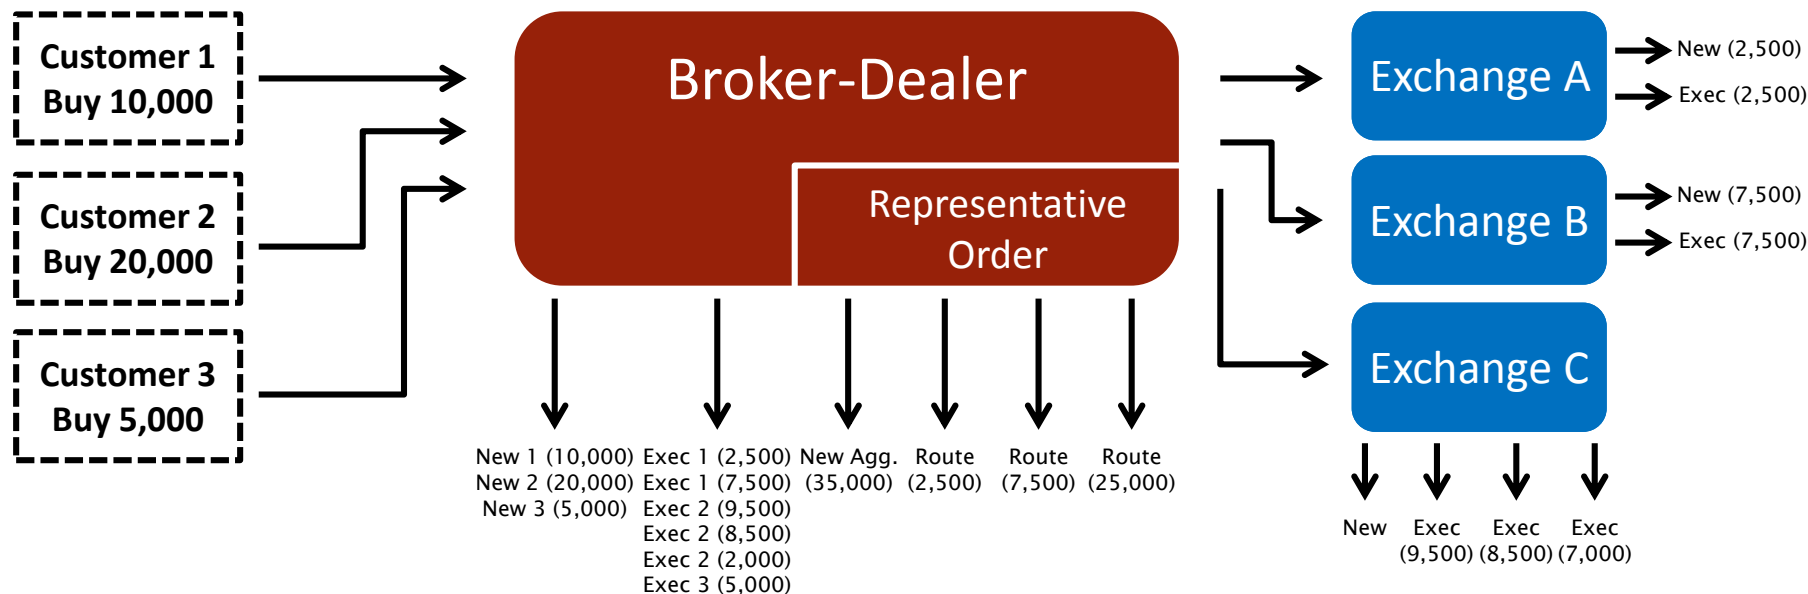 Customer 1
Buy 10,000
Customer 2
Buy 20,000
Customer 3
Buy 5,000
Broker-Dealer
Representative
Order
New 1 (10,000)
New 2 (20,000)
New 3 (5,000)
Exec 1 (2,500)
Exec 1 (7,500)
Exec 2 (9,500)
Exec 2 (8,500)
Exec 2 (2,000)
Exec 3 (5,000)
New Agg.
(35,000)
Route
(2,500)
Route
(7,500)
Route
(25,000)
Exchange A
New (2,500)
Exec (2,500)
Exchange B
New (7,500)
Exec (7,500)
Exchange C
New
Exec
(9,500)
Exec
(8,500)
Exec
(7,000)